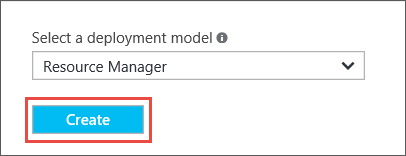 Select a deployment model
Resource Manager
Create